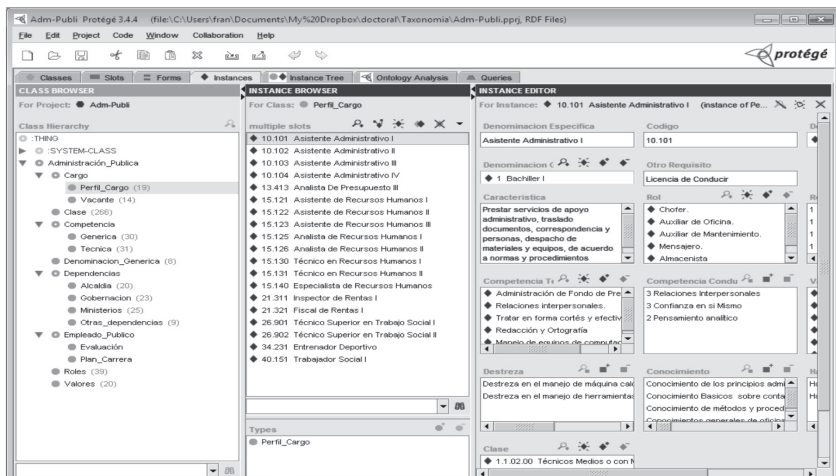 Adm-Publi Protégé 3.4.4 (file:\C:\Users\fran\Documents\My%20Dropbox\doctoral\Taxonomia\Adm-Publi.pprj, RDF Files)
File Edit Project Code Window Collaboration Help
protégé
Classes Slots Forms Instances Instance Tree Ontology Analysis Queries
CLASS BROWSER
For Project: Adm-Publi
Class Hierarchy
:THING
:SYSTEM-CLASS
Administración_Publica
Cargo
Perfil_Cargo (19)
Vacante (14)
Clase (266)
Competencia
Generica (30)
Tecnica (31)
Denominacion_Generica (8)
Dependencias
Alcaldia (20)
Gobernacion (23)
Ministerios (25)
Otras_dependencias (9)
Empleado_Publico
Evaluación
Plan_Carrera
Roles (39)
Valores (20)
INSTANCE BROWSER
For Class: Perfil_Cargo
multiple slots
10.101 Asistente Administrativo I
10.102 Asistente Administrativo II
10.103 Asistente Administrativo III
10.104 Asistente Administrativo IV
13.413 Analista De Presupuesto III
15.121 Asistente de Recursos Humanos I
15.122 Asistente de Recursos Humanos II
15.123 Asistente de Recursos Humanos III
15.125 Analista de Recursos Humanos I
15.126 Analista de Recursos Humanos II
15.130 Técnico en Recursos Humanos I
15.131 Técnico en Recursos Humanos II
15.140 Especialista de Recursos Humanos
21.311 Inspector de Rentas I
21.321 Fiscal de Rentas I
26.901 Técnico Superior en Trabajo Social I
26.902 Técnico Superior en Trabajo Social II
34.231 Entrenador Deportivo
40.151 Trabajador Social I
Types
Perfil_Cargo
INSTANCE EDITOR
For Instance: 10.101 Asistente Administrativo I (instance of Pe...
Denominacion Especifica Codigo
Asistente Administrativo I 10.101
Denominacion Otro Requisito
1 Bachiller I Licencia de Conducir
Caracteristica Rol
Prestar servicios de apoyo
administrativo, traslado
documentos, correspondencia y
personas, despacho de
materiales y equipos, de acuerdo
a normas y procedimientos
Chofer.
Auxiliar de Oficina.
Auxiliar de Mantenimiento.
Mensajero.
Almacenista
Competencia Competencia Condu
Administración de Fondo de Pre
Relaciones interpersonales.
Tratar en forma cortés y efectiv
Redacción y Ortografía
Manejo de equipos de computac
3 Relaciones Interpersonales
3 Confianza en si Mismo
2 Pensamiento analítico
Destreza Conocimiento
Destreza en el manejo de máquina calc
Destreza en el manejo de herramientas
Conocimiento de los principios admi
Conocimiento Basicos sobre conta
Conocimiento de métodos y proced
Conocimientos generales de oficina
Clase
1.1.02.00 Técnicos Medios o con N